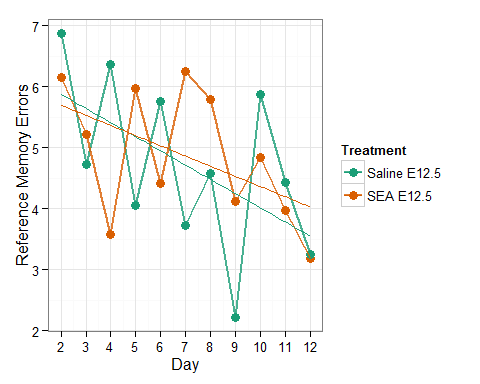 Reference Memory Errors
7
6
5
4
3
2
2 3 4 5 6 7 8 9 10 11 12
Day
Treatment
Saline E12.5
SEA E12.5